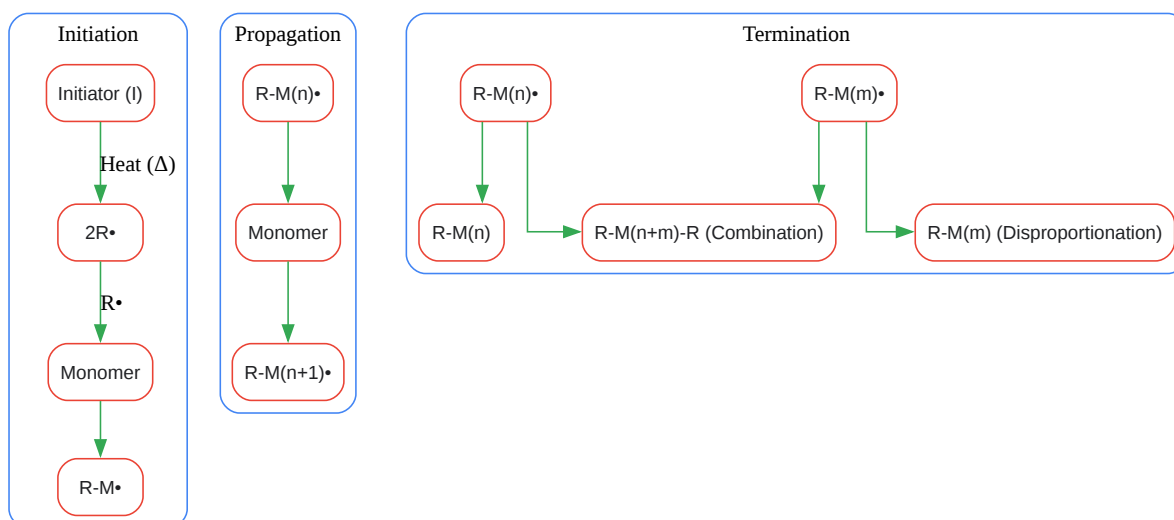 Initiation
Initiator (I)
Heat (Δ)
2R•
R•
Monomer
R-M•
Propagation
R-M(n)•
Monomer
R-M(n+1)•
Termination
R-M(n)•
R-M(m)•
R-M(n)
R-M(n+m)-R (Combination)
R-M(m) (Disproportionation)